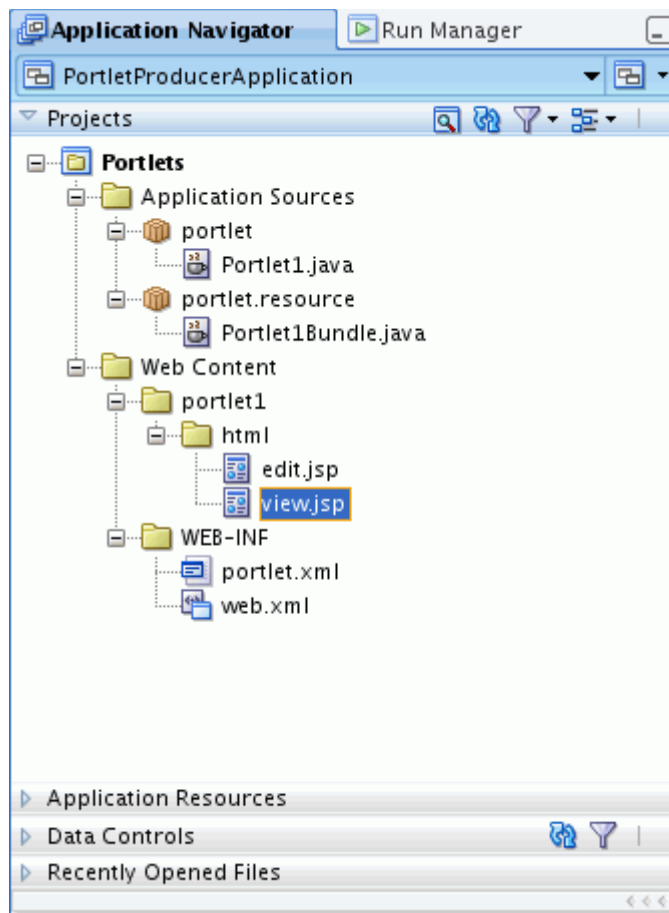 Application Navigator Run Manager
PortletProducerApplication
Projects
Portlets
Application Sources
portlet
Portlet1.java
portlet.resource
Portlet1Bundle.java
Web Content
portlet1
html
edit.jsp
view.jsp
WEB-INF
portlet.xml
web.xml
Application Resources
Data Controls
Recently Opened Files